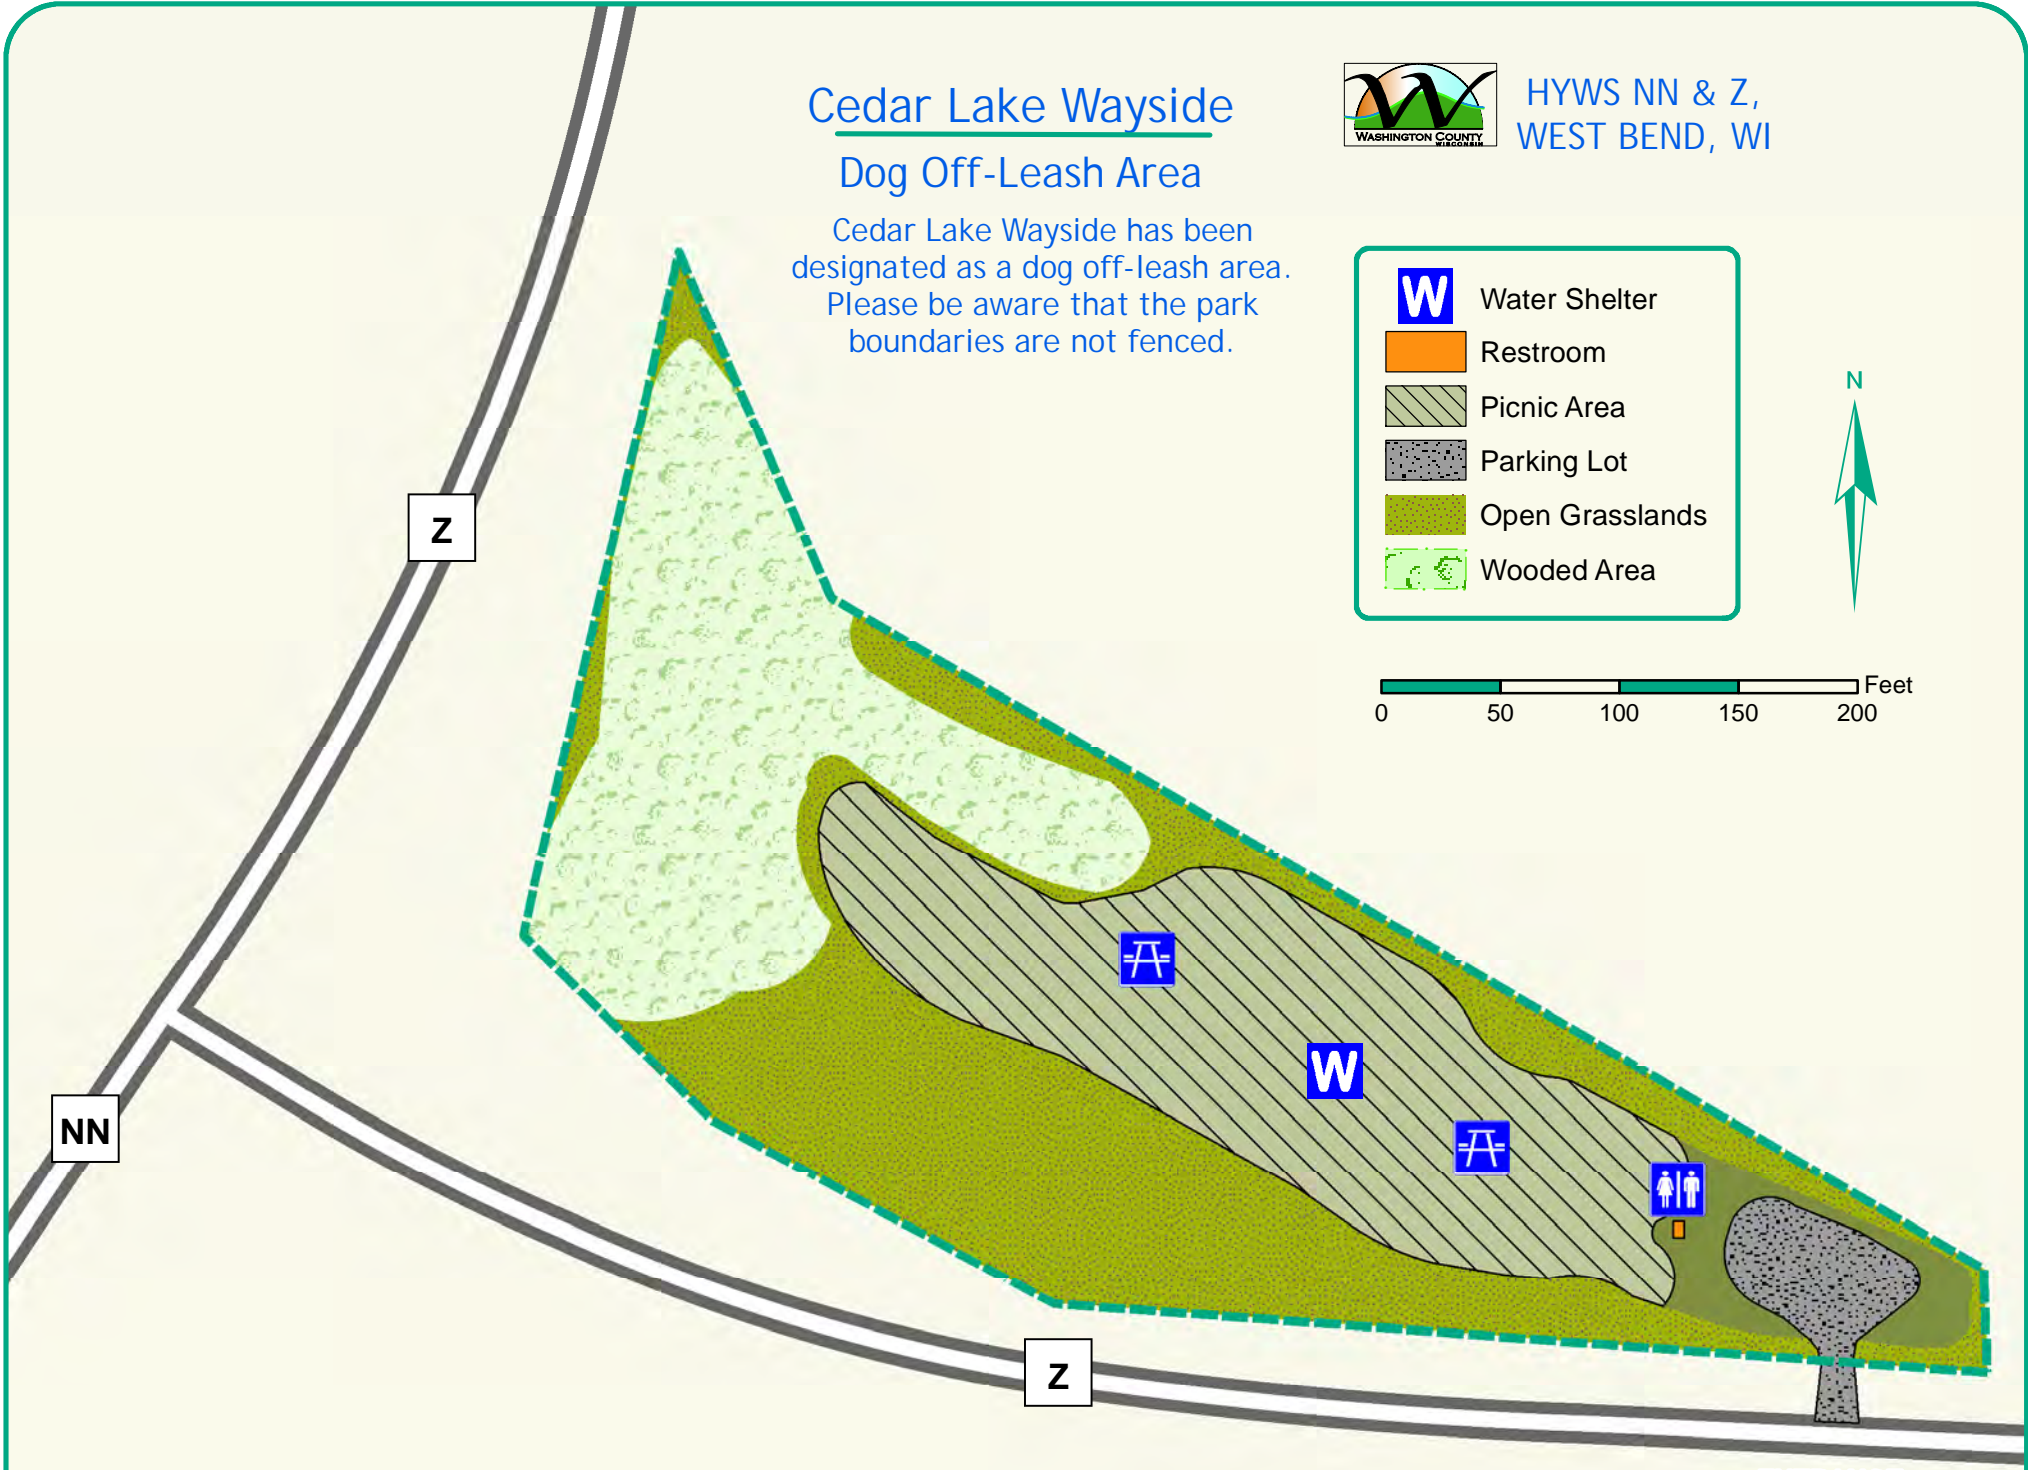 Cedar Lake Wayside
Dog Off-Leash Area
Cedar Lake Wayside has been
designated as a dog off-leash area.
Please be aware that the park
boundaries are not fenced.
WASHINGTON COUNTY
WISCONSIN
HYWS NN & Z,
WEST BEND, WI
W Water Shelter
Restroom
Picnic Area
Parking Lot
Open Grasslands
Wooded Area
N
Feet
0 50 100 150 200
Z
W
NN
Z